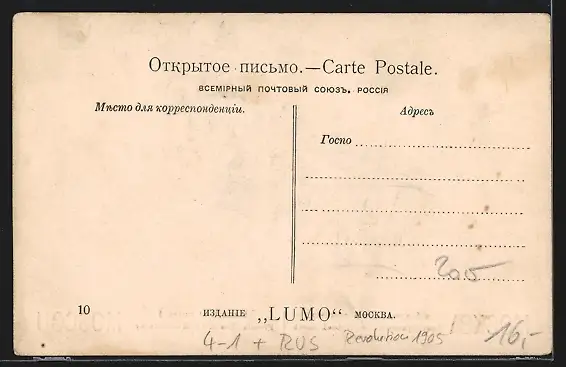 Открытое письмо.—Carte Postale.
ВСЕМІРНЫЙ ПОЧТОВЫЙ СОЮЗЪ. РОССІЯ
Мѣсто для корреспонденціи.
Адресъ
Госпо
205
10 ИЗДАНІЕ „LUMO“ МОСКВА.
4-1 + RUS Revolution 1905 16,-